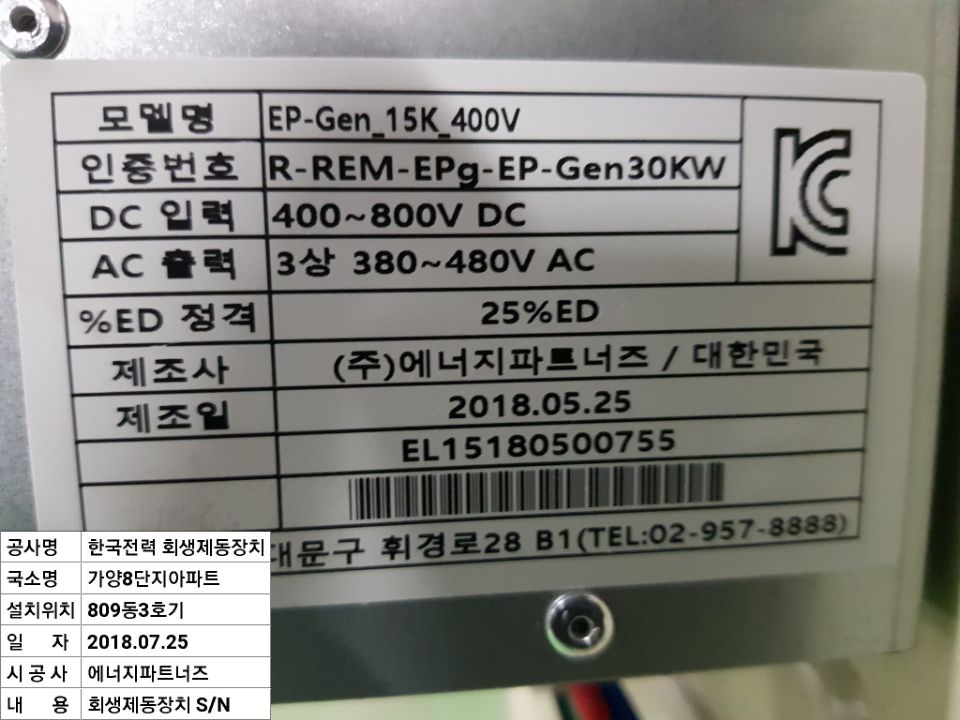 모델명 EP-Gen_15K_400V
인증번호 R-REM-EPg-EP-Gen30KW
DC 입력 400~800V DC
AC 출력 3상 380~480V AC
%ED 정격 25%ED
제조사 (주)에너지파트너즈 / 대한민국
제조일 2018.05.25
EL15180500755
대문구 휘경로28 B1(TEL:02-957-8888)
공사명 한국전력 회생제동장치
국소명 가양8단지아파트
설치위치 809동3호기
일 자 2018.07.25
시 공 사 에너지파트너즈
내 용 회생제동장치 S/N